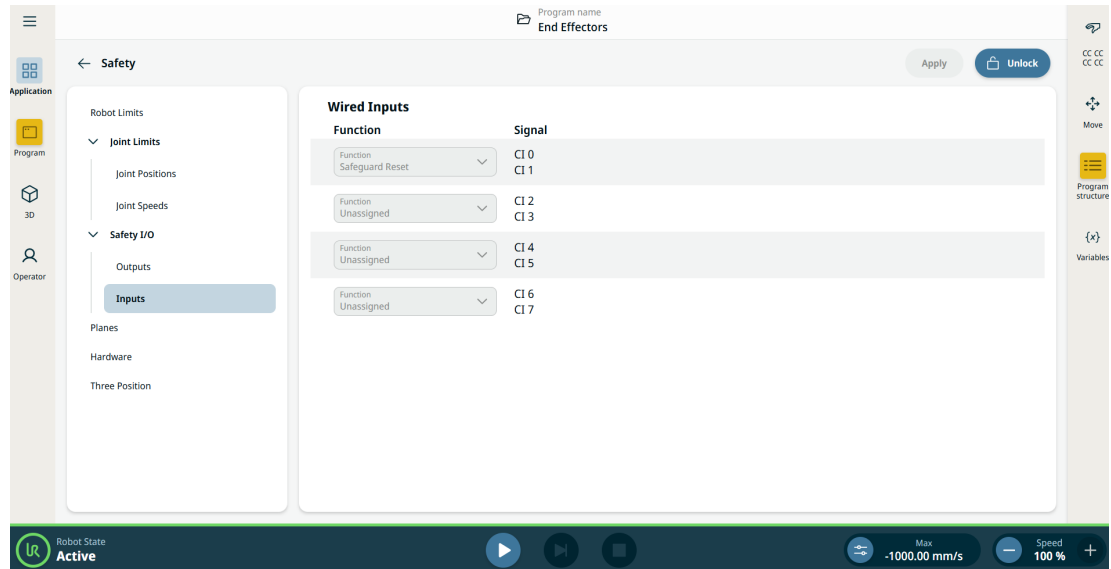 Program name
End Effectors
Application
Program
3D
Operator
Safety
Apply
Unlock
Robot Limits
Joint Limits
Joint Positions
Joint Speeds
Safety I/O
Outputs
Inputs
Planes
Hardware
Three Position
Wired Inputs
Function Signal
Function
Safeguard Reset
CI 0
CI 1
Function
Unassigned
CI 2
CI 3
Function
Unassigned
CI 4
CI 5
Function
Unassigned
CI 6
CI 7
CC CC
CC CC
Move
Program
structure
{x}
Variables
UR
Robot State
Active
Max
-1000.00 mm/s
Speed
100 %